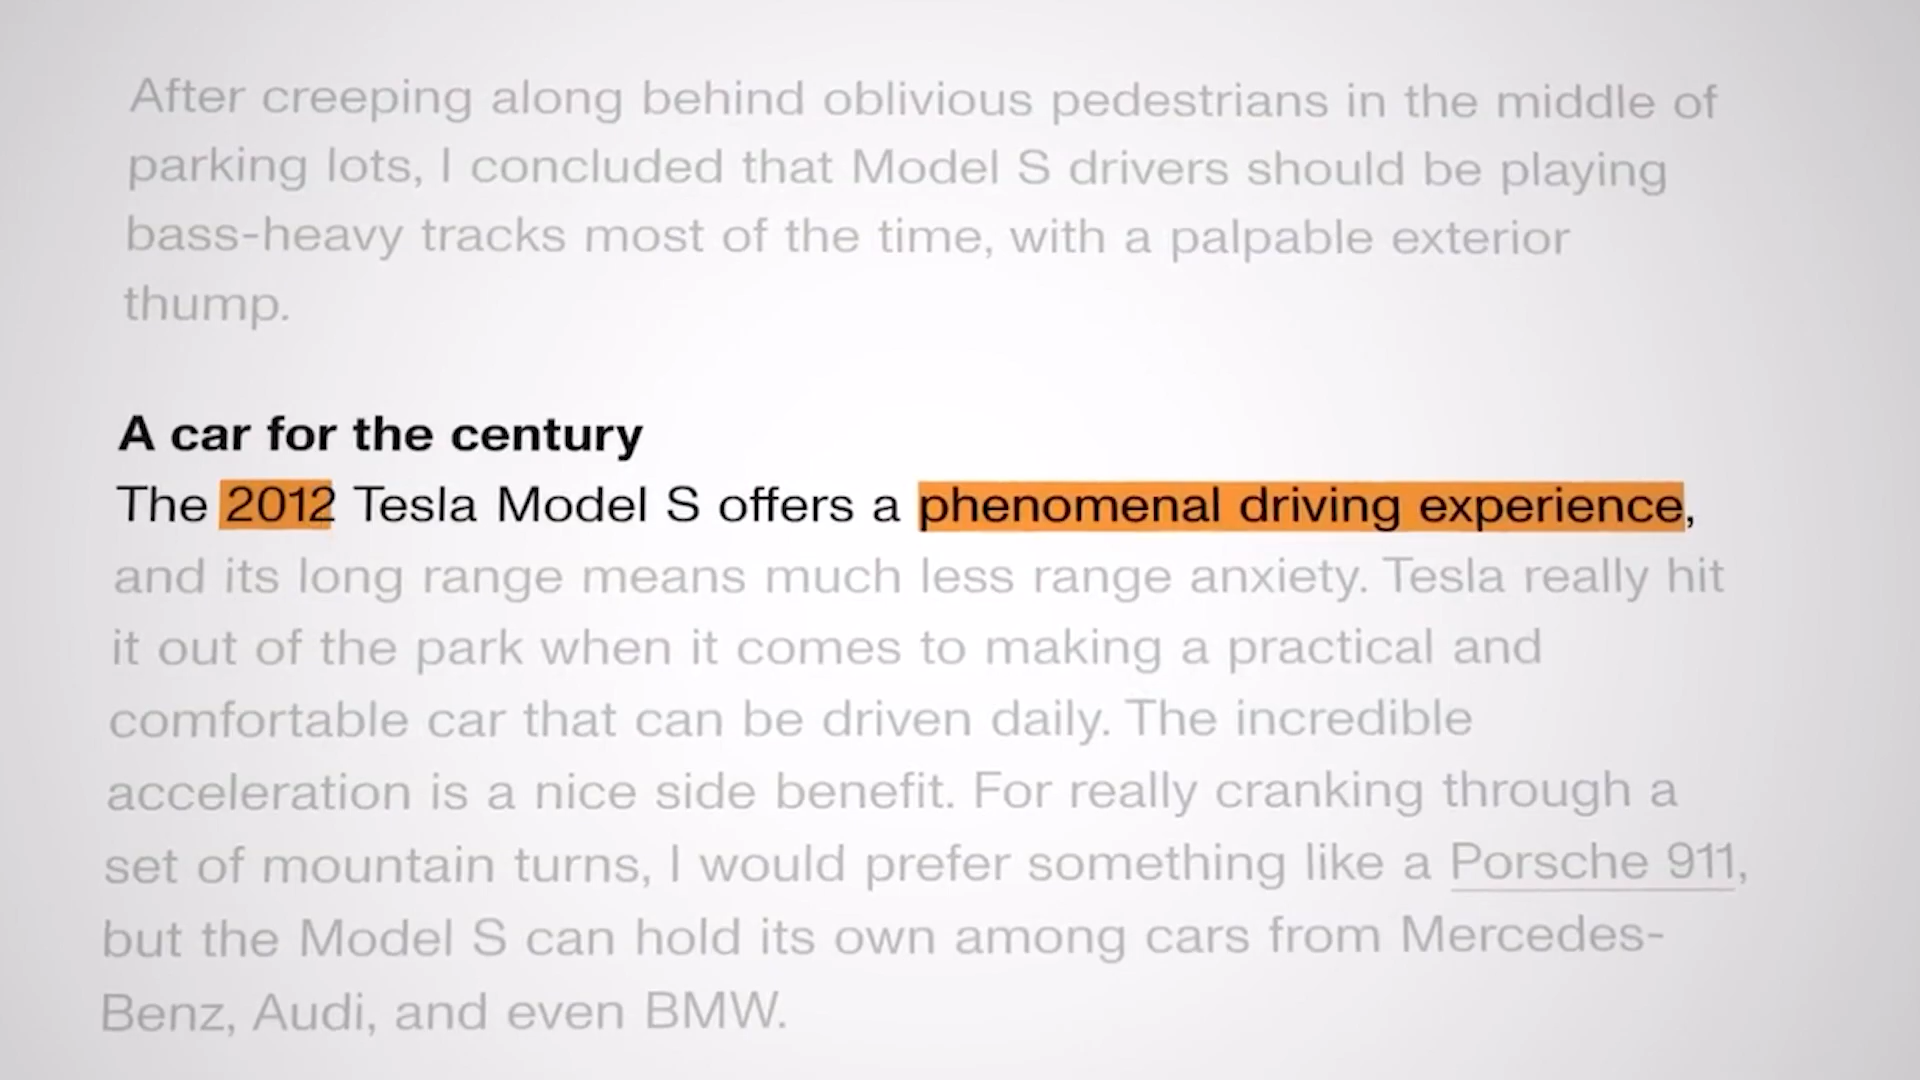 After creeping along behind oblivious pedestrians in the middle of
parking lots, I concluded that Model S drivers should be playing
bass-heavy tracks most of the time, with a palpable exterior
thump.
A car for the century
The 2012 Tesla Model S offers a phenomenal driving experience,
and its long range means much less range anxiety. Tesla really hit
it out of the park when it comes to making a practical and
comfortable car that can be driven daily. The incredible
acceleration is a nice side benefit. For really cranking through a
set of mountain turns, I would prefer something like a Porsche 911,
but the Model S can hold its own among cars from Mercedes-
Benz, Audi, and even BMW.